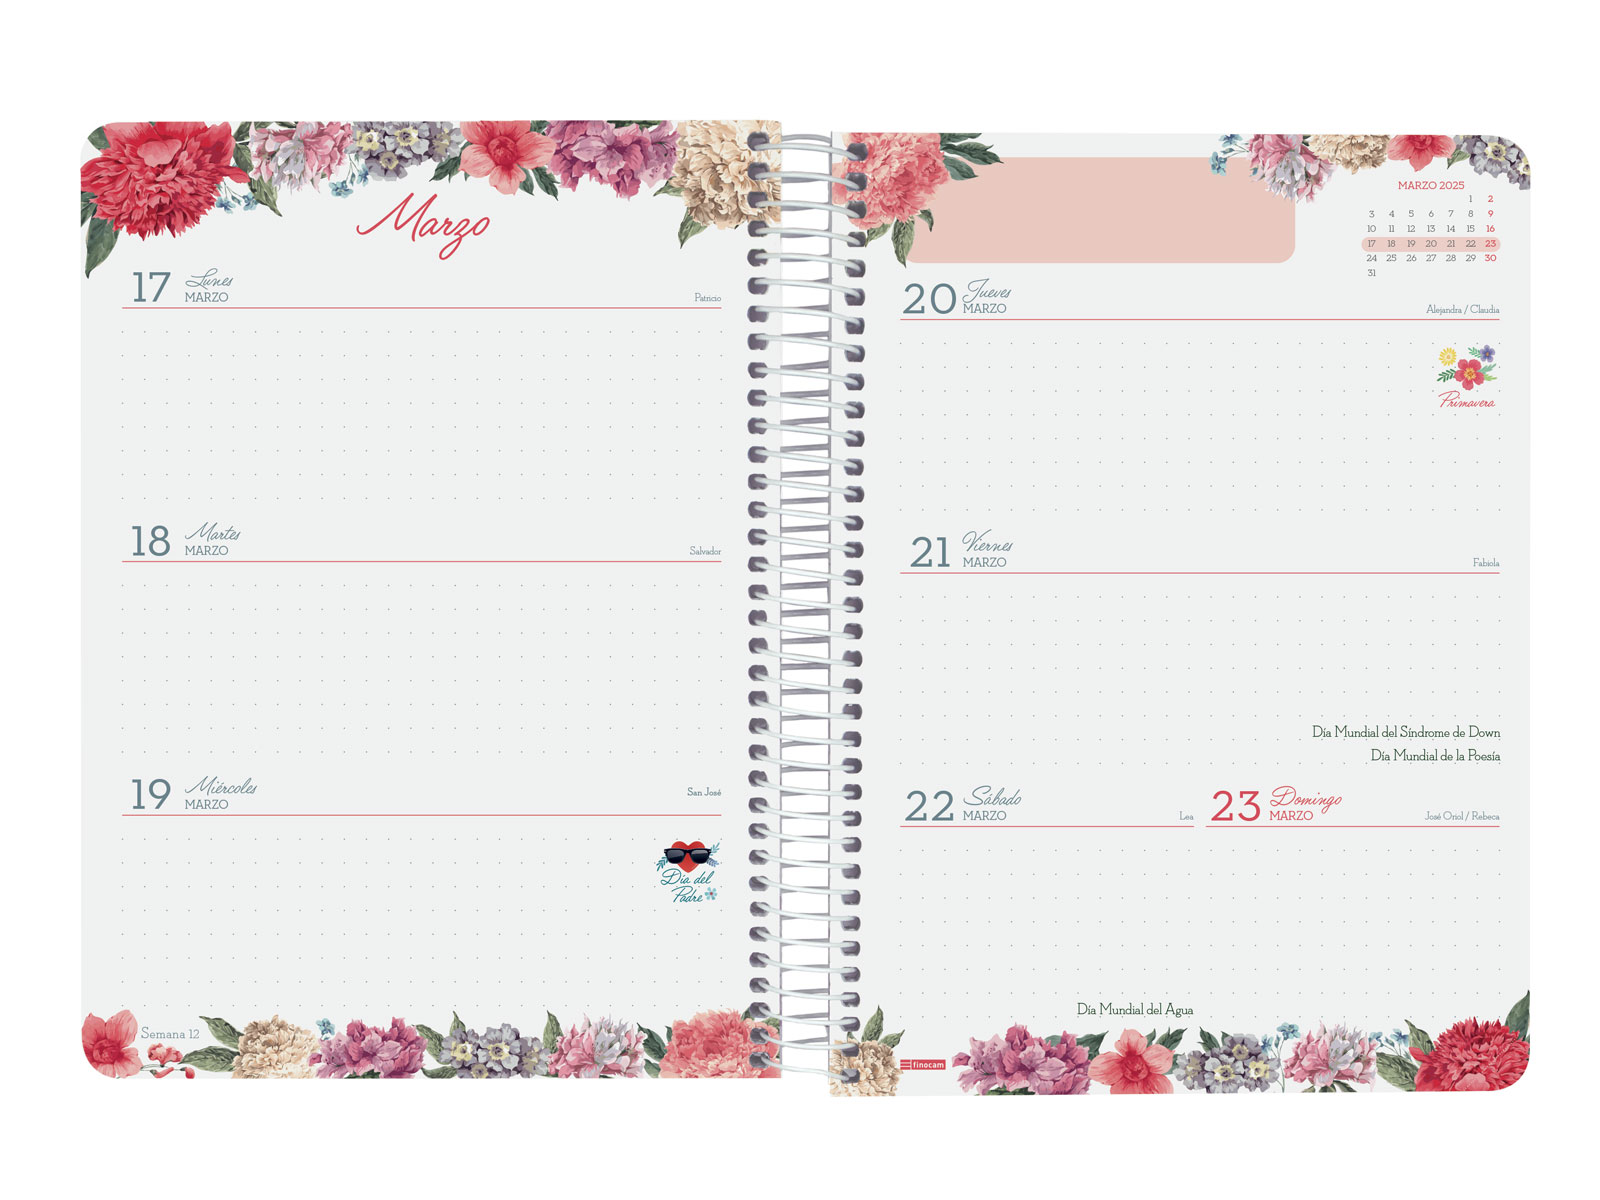 Marzo
17 Lunes
MARZO
Patricio
18 Martes
MARZO
Salvador
19 Miércoles
MARZO
San José
Día del
Padre
Semana 12
MARZO 2025
1 2
3 4 5 6 7 8 9
10 11 12 13 14 15 16
17 18 19 20 21 22 23
24 25 26 27 28 29 30
31
20 Jueves
MARZO
Alejandra / Claudia
Primavera
21 Viernes
MARZO
Fabiola
Día Mundial del Síndrome de Down
Día Mundial de la Poesía
22 Sábado
MARZO
Lea
Día Mundial del Agua
23 Domingo
MARZO
José Oriol / Rebeca
finocam